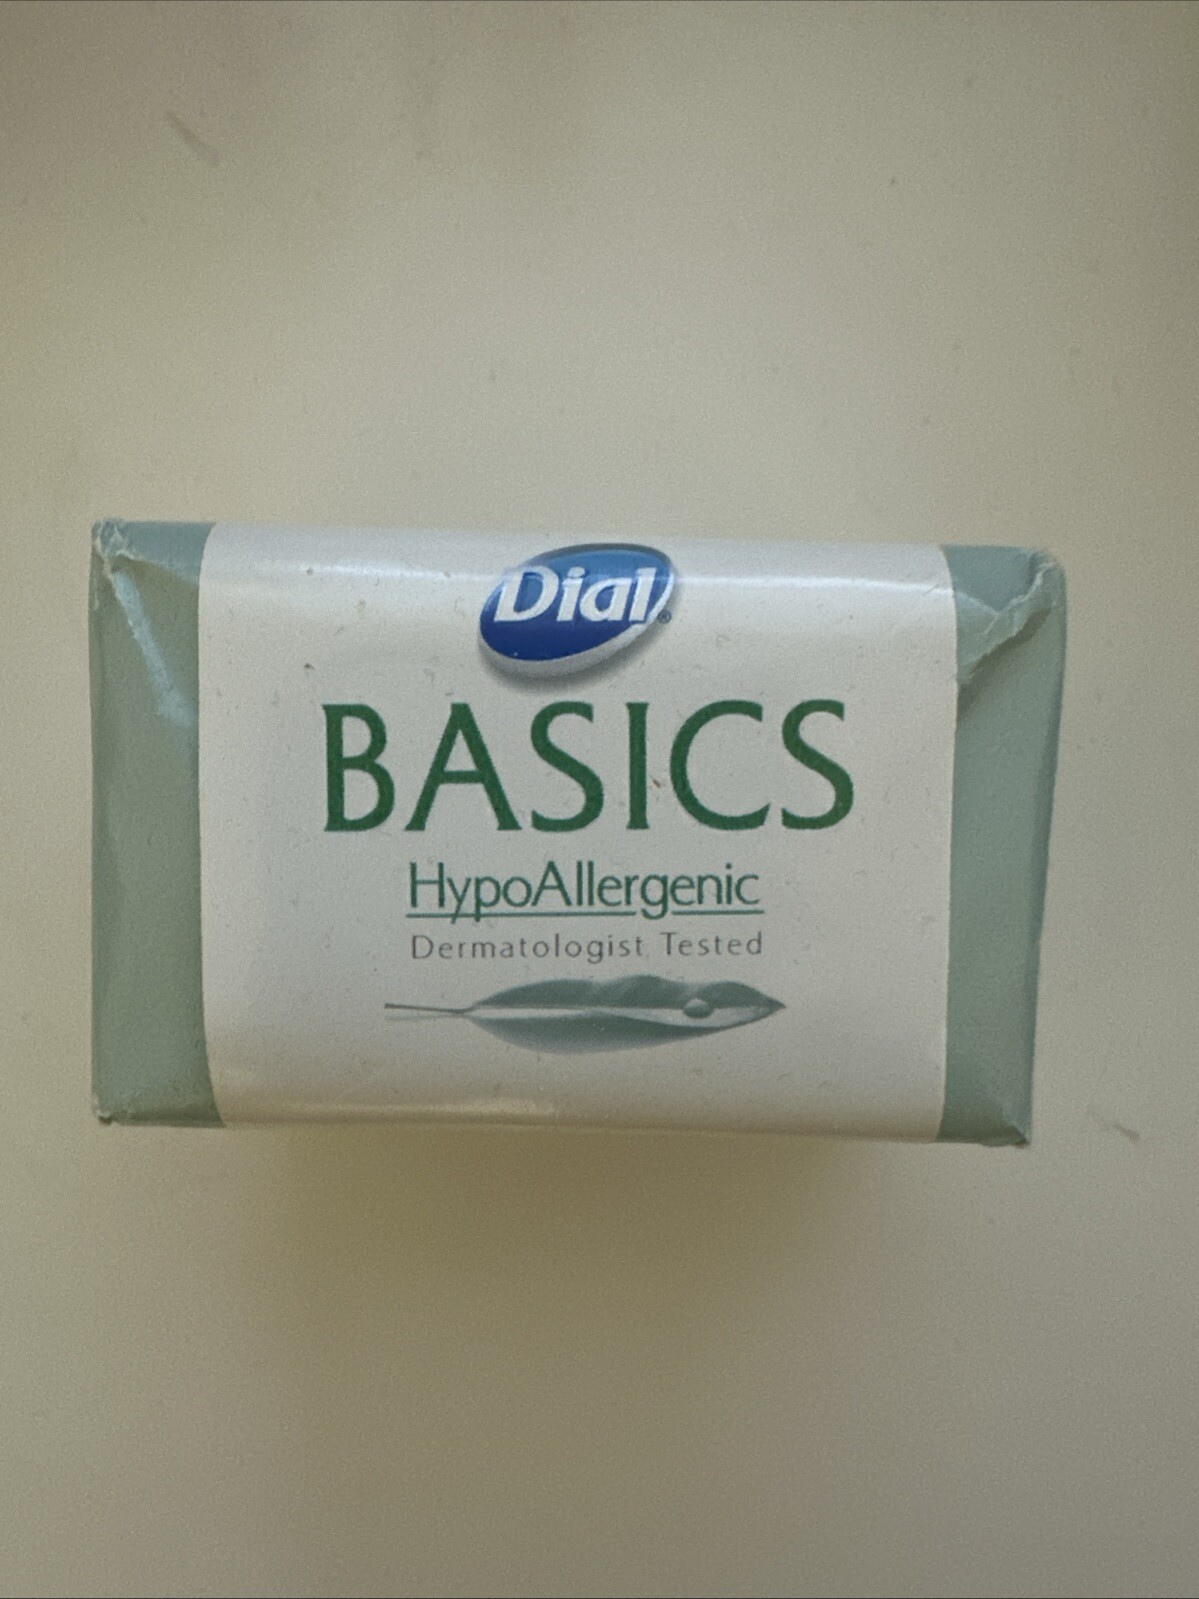 Dial®
BASICS
HypoAllergenic
Dermatologist Tested